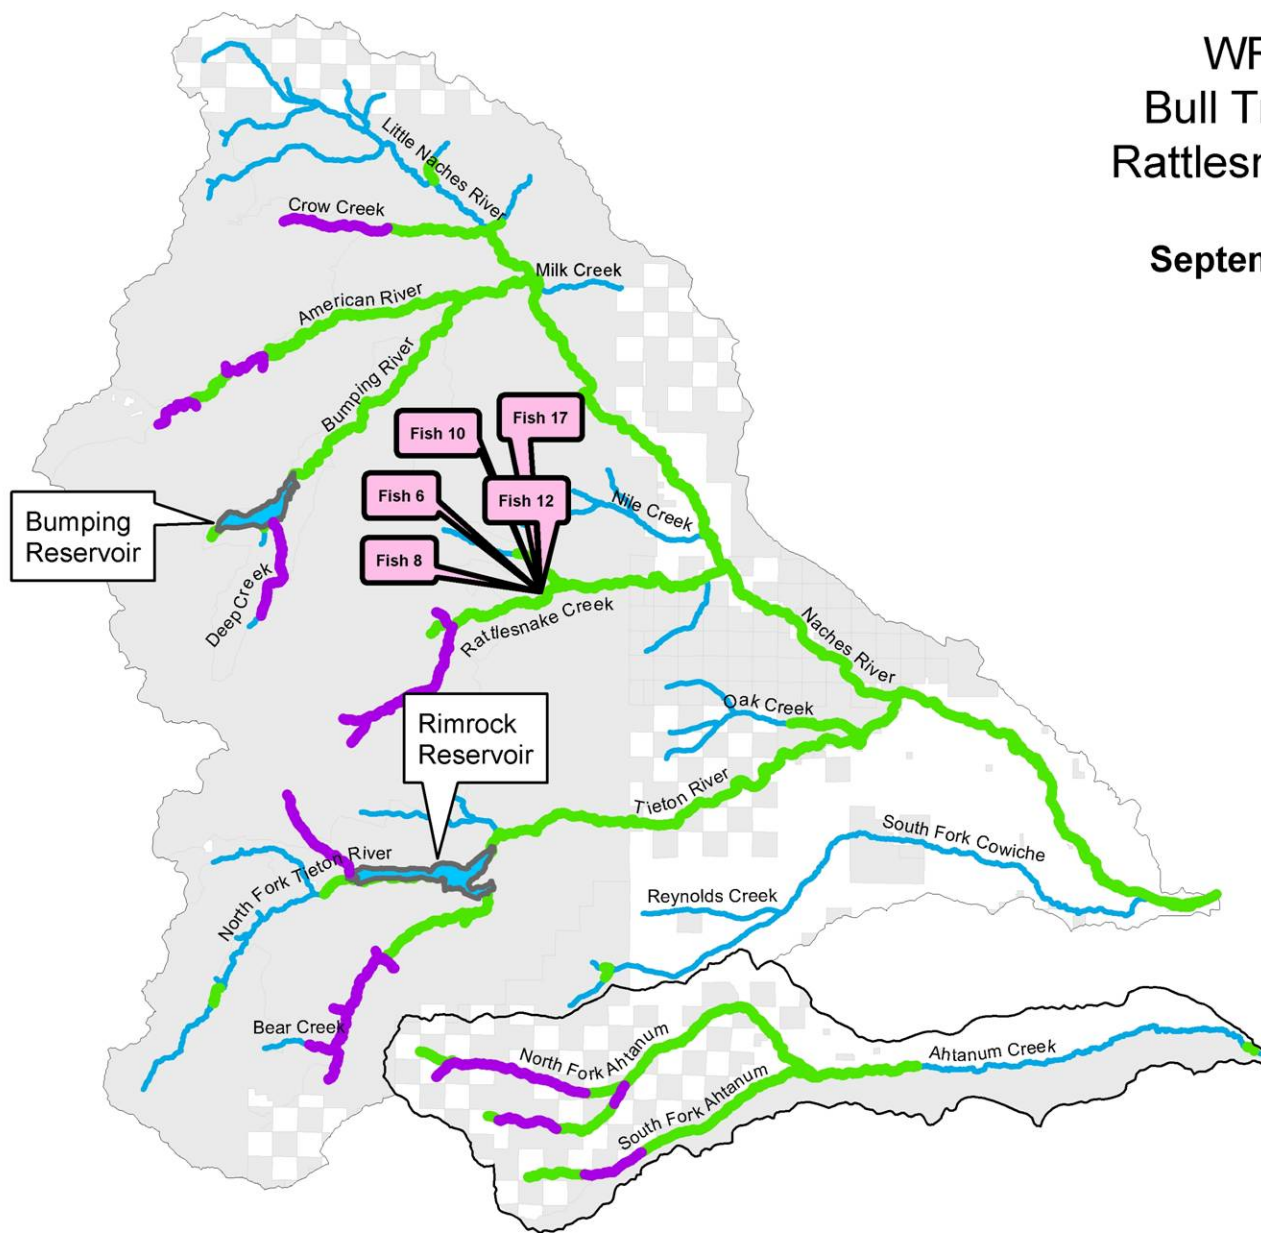 WR
Bull Tr
Rattlesn
Septem
Little Naches River
Crow Creek
Milk Creek
American River
Bumping River
Fish 17
Fish 10
Fish 6
Fish 12
Fish 8
Nile Creek
Bumping
Reservoir
Deep Creek
Rattlesnake Creek
Naches River
Oak Creek
Rimrock
Reservoir
Tieton River
South Fork Cowiche
North Fork Tieton River
Reynolds Creek
Bear Creek
North Fork Ahtanum
Ahtanum Creek
South Fork Ahtanum